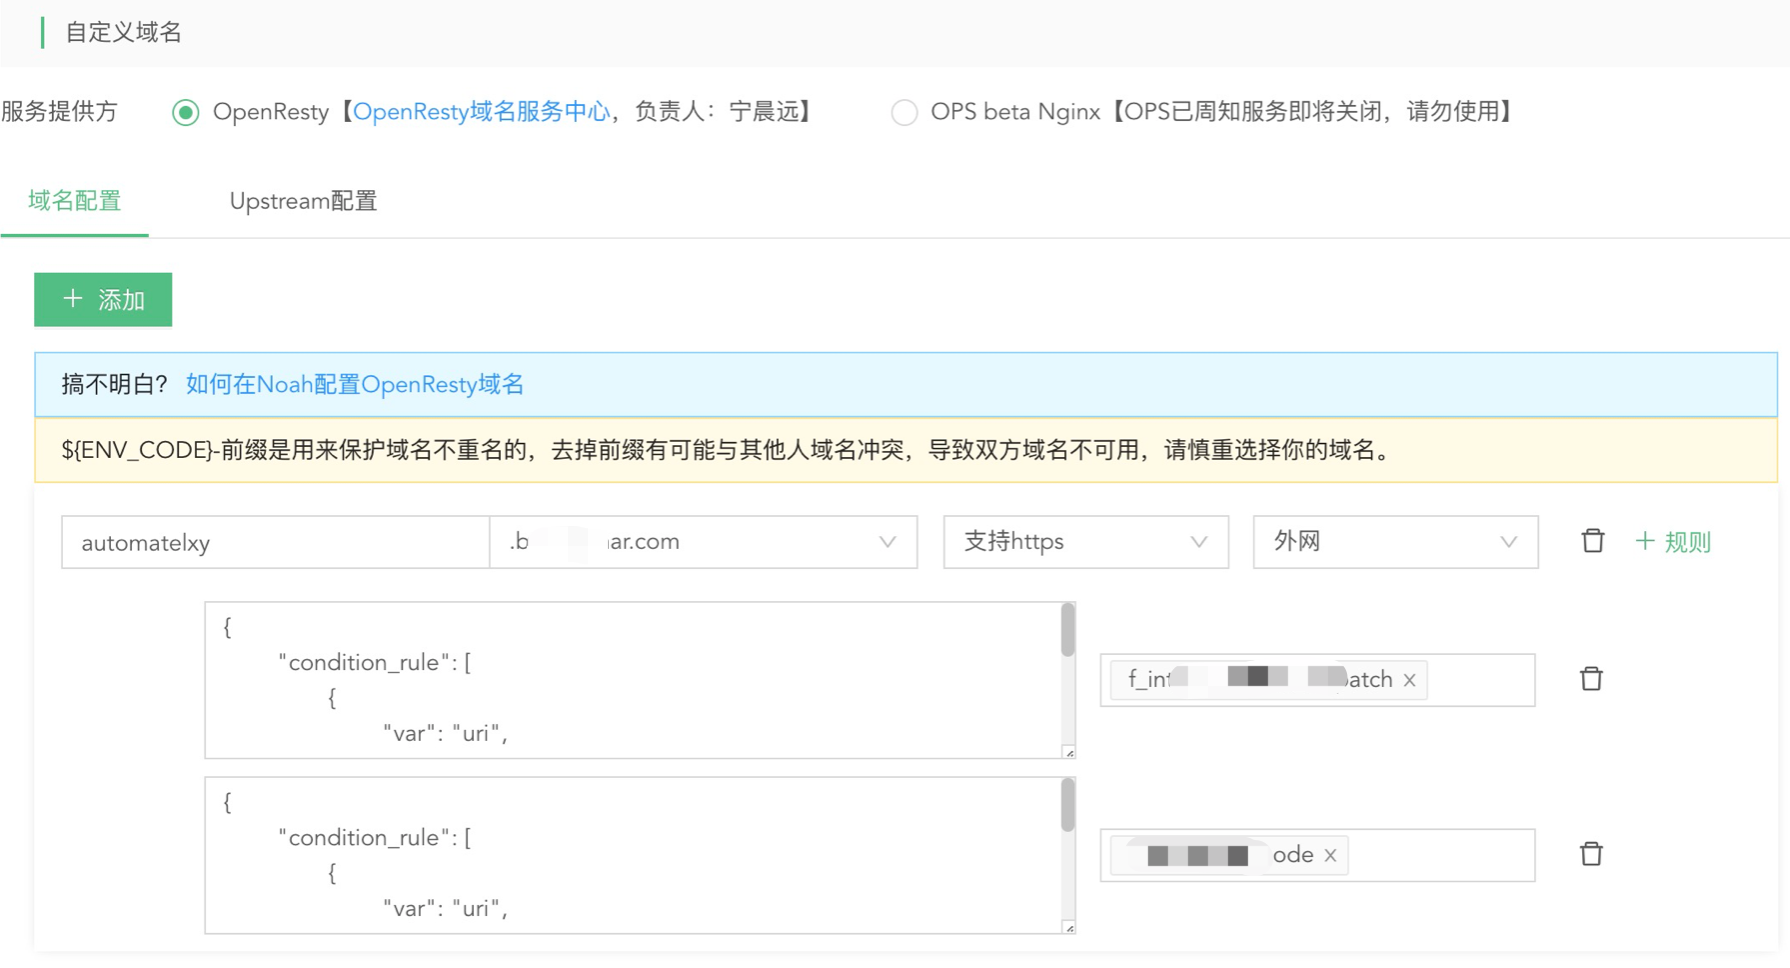 自定义域名
服务提供方 OpenResty【OpenResty域名服务中心，负责人：宁晨远】 OPS beta Nginx【OPS已周知服务即将关闭，请勿使用】
域名配置 Upstream配置
+ 添加
搞不明白? 如何在Noah配置OpenResty域名
${ENV_CODE}-前缀是用来保护域名不重名的，去掉前缀有可能与其他人域名冲突，导致双方域名不可用，请慎重选择你的域名。
automatelxy .b ar.com 支持https 外网 + 规则
{
"condition_rule": [
{
"var": "uri",
f_int atch ×
{
"condition_rule": [
{
"var": "uri",
ode ×